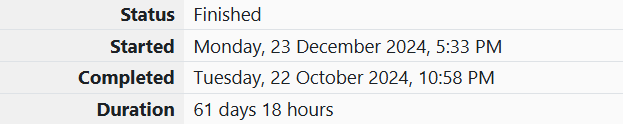 Status Finished
Started Monday, 23 December 2024, 5:33 PM
Completed Tuesday, 22 October 2024, 10:58 PM
Duration 61 days 18 hours